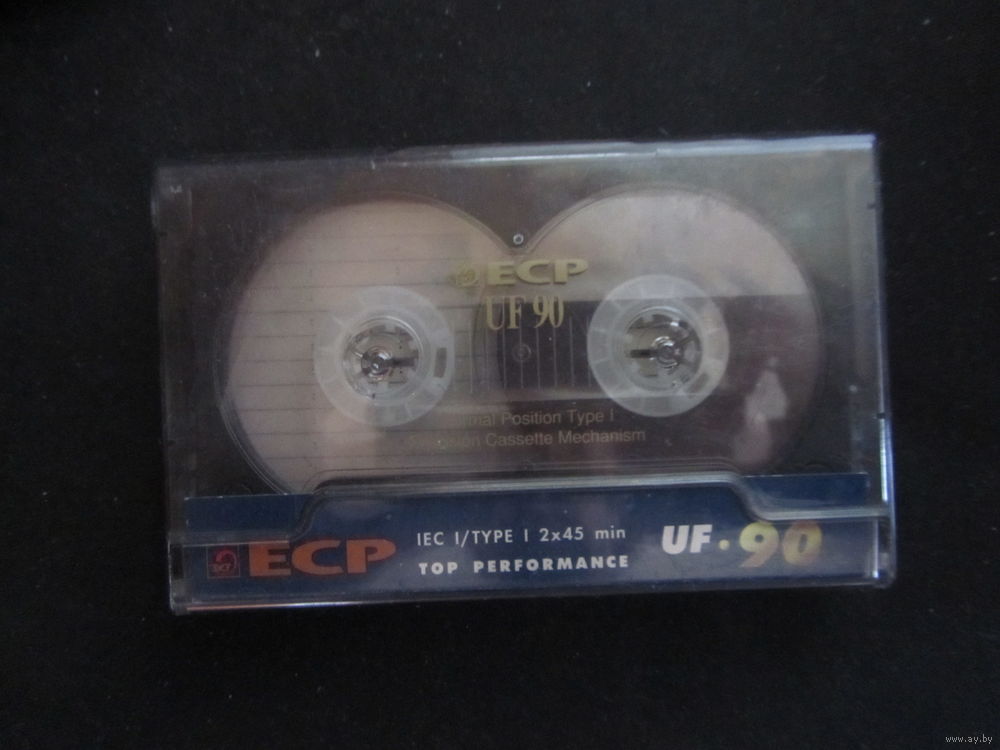 ECP
UF 90
Position Type I
Cassette Mechanism
ECP
IEC I/TYPE I 2x45 min
TOP PERFORMANCE
UF•90
www.ay.by